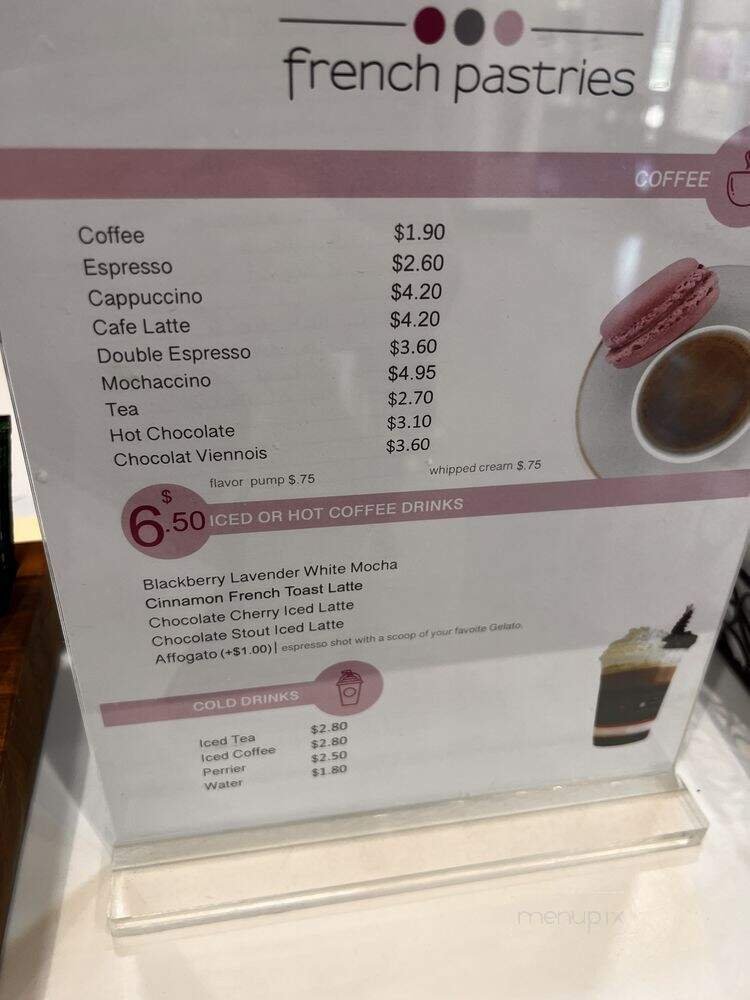 french pastries
COFFEE
Coffee $1.90
Espresso $2.60
Cappuccino $4.20
Cafe Latte $4.20
Double Espresso $3.60
Mochaccino $4.95
Tea $2.70
Hot Chocolate $3.10
Chocolat Viennois $3.60
flavor pump $.75 whipped cream $.75
$6.50 ICED OR HOT COFFEE DRINKS
Blackberry Lavender White Mocha
Cinnamon French Toast Latte
Chocolate Cherry Iced Latte
Chocolate Stout Iced Latte
Affogato (+$1.00)| espresso shot with a scoop of your favoite Gelato.
COLD DRINKS
Iced Tea $2.80
Iced Coffee $2.80
Perrier $2.50
Water $1.80
menupix